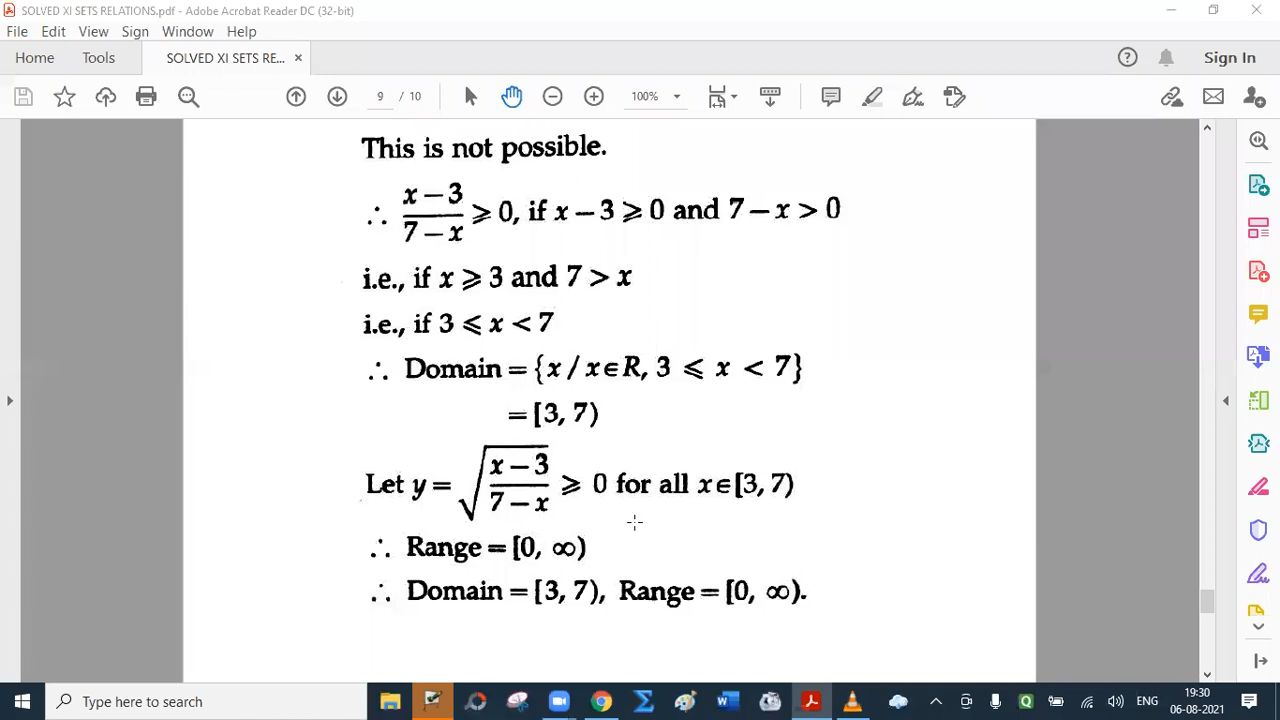 SOLVED XI SETS RELATIONS.pdf - Adobe Acrobat Reader DC (32-bit)
File Edit View Sign Window Help
Home Tools SOLVED XI SETS RE... × Sign In
9 / 10 100%
This is not possible.
∴ (x – 3)/(7 – x) ⩾ 0, if x – 3 ⩾ 0 and 7 – x > 0
i.e., if x ⩾ 3 and 7 > x
i.e., if 3 ⩽ x < 7
∴ Domain = {x / x ∈ R, 3 ⩽ x < 7}
= [3, 7)
Let y = √((x – 3)/(7 – x)) ⩾ 0 for all x ∈ [3, 7)
∴ Range = [0, ∞)
∴ Domain = [3, 7), Range = [0, ∞).
Type here to search
ENG
19:30
06-08-2021